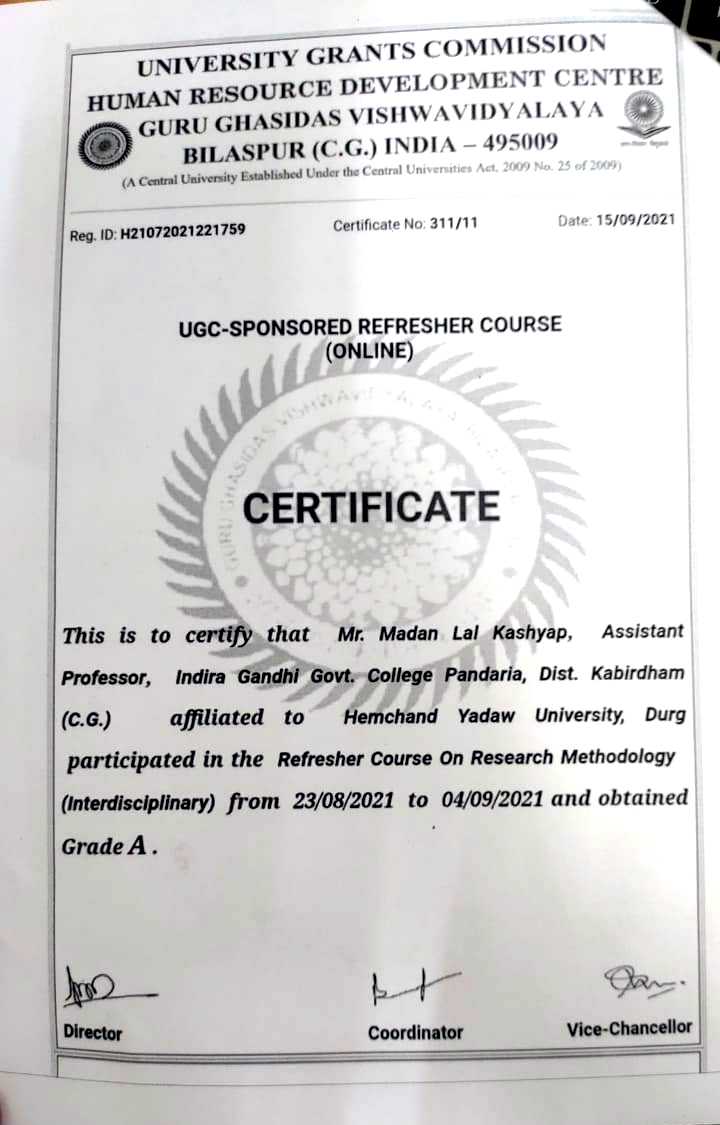 UNIVERSITY GRANTS COMMISSION
HUMAN RESOURCE DEVELOPMENT CENTRE
GURU GHASIDAS VISHWAVIDYALAYA
BILASPUR (C.G.) INDIA – 495009
(A Central University Established Under the Central Universities Act, 2009 No. 25 of 2009)
Reg. ID: H21072021221759 Certificate No: 311/11 Date: 15/09/2021
UGC-SPONSORED REFRESHER COURSE
(ONLINE)
GURU GHASIDAS VISHWAVIDYALAYA
CERTIFICATE
This is to certify that Mr. Madan Lal Kashyap, Assistant
Professor, Indira Gandhi Govt. College Pandaria, Dist. Kabirdham
(C.G.) affiliated to Hemchand Yadaw University, Durg
participated in the Refresher Course On Research Methodology
(Interdisciplinary) from 23/08/2021 to 04/09/2021 and obtained
Grade A .
Director Coordinator Vice-Chancellor